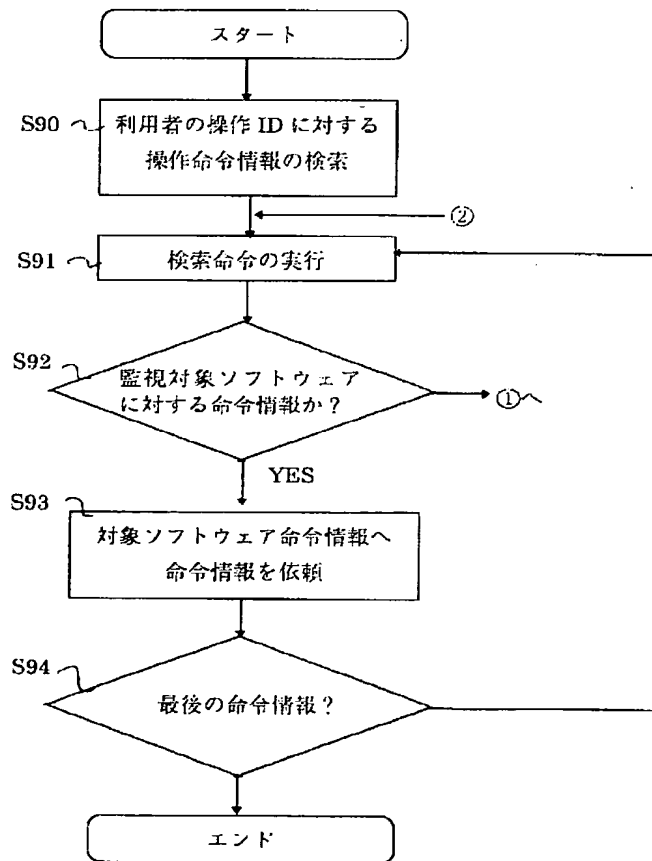 スタート
S90
利用者の操作 ID に対する
操作命令情報の検索
②
S91
検索命令の実行
S92
監視対象ソフトウェア
に対する命令情報か?
①へ
YES
S93
対象ソフトウェア命令情報へ
命令情報を依頼
S94
最後の命令情報?
エンド